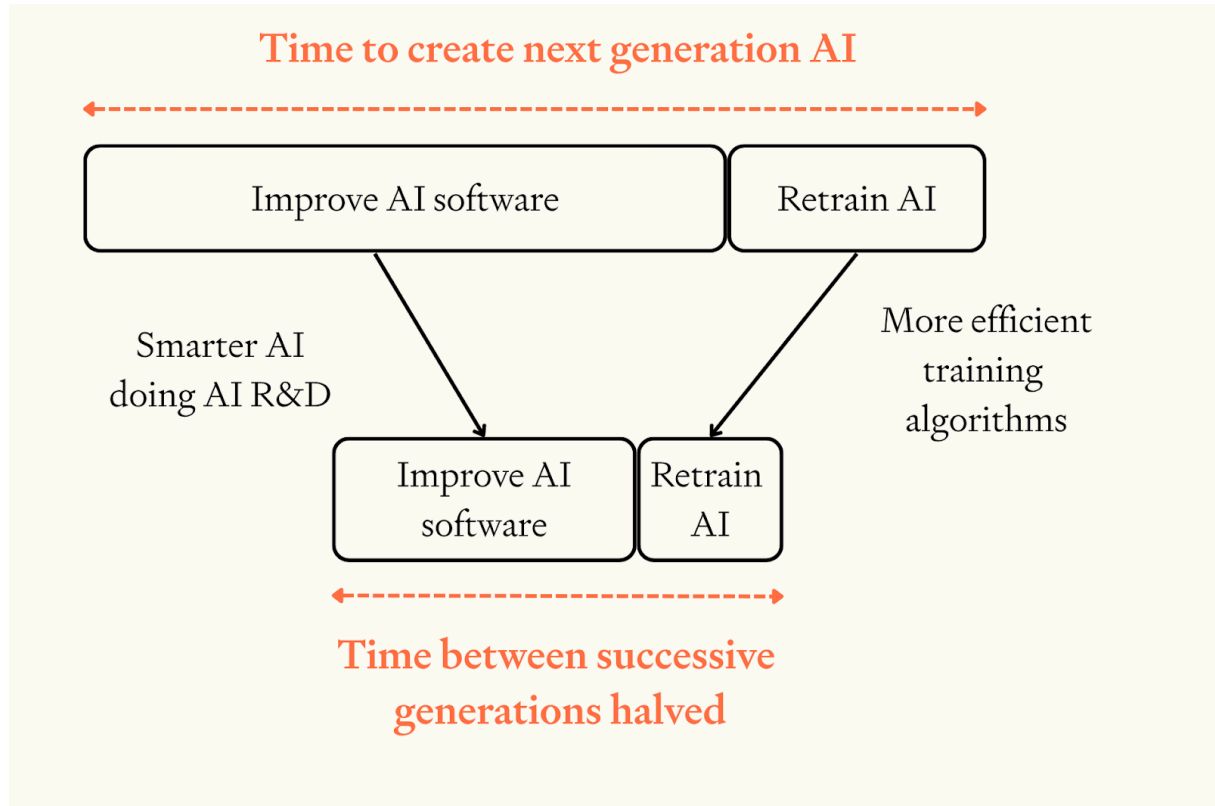 Time to create next generation AI
Improve AI software
Retrain AI
Smarter AI
doing AI R&D
More efficient
training
algorithms
Improve AI
software
Retrain
AI
Time between successive
generations halved